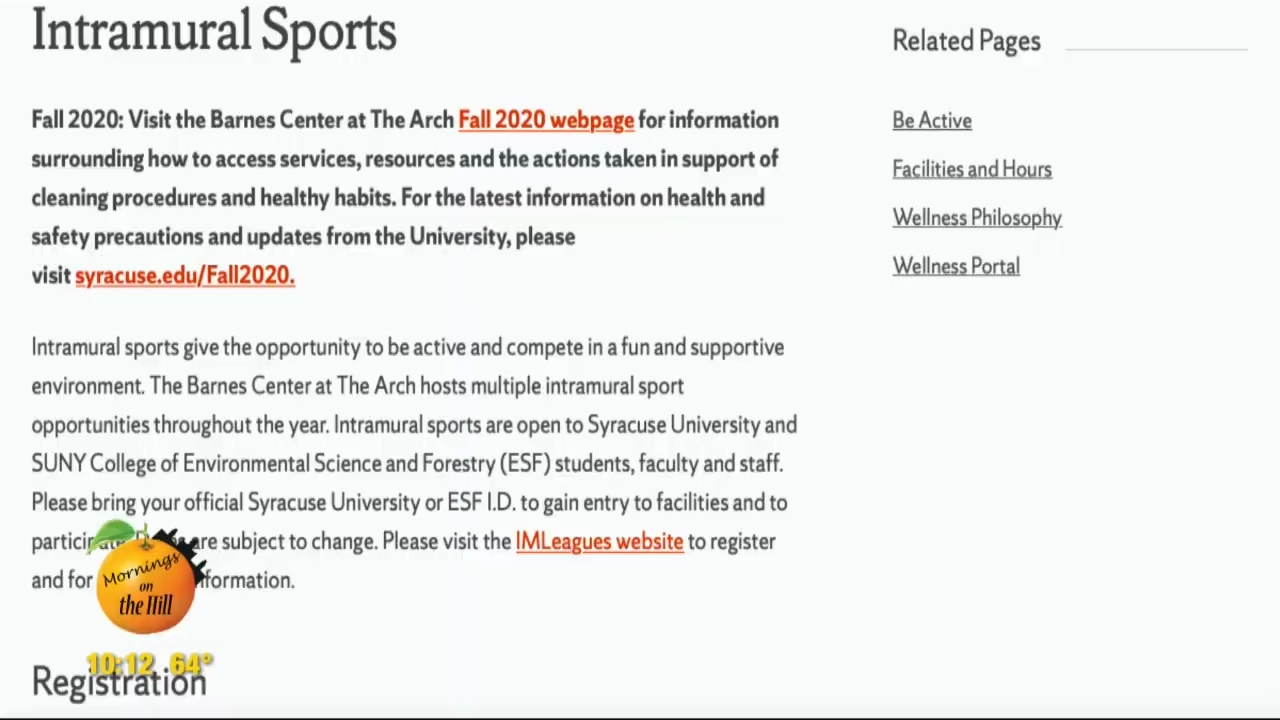 Intramural Sports
Fall 2020: Visit the Barnes Center at The Arch Fall 2020 webpage for information
surrounding how to access services, resources and the actions taken in support of
cleaning procedures and healthy habits. For the latest information on health and
safety precautions and updates from the University, please
visit syracuse.edu/Fall2020.
Intramural sports give the opportunity to be active and compete in a fun and supportive
environment. The Barnes Center at The Arch hosts multiple intramural sport
opportunities throughout the year. Intramural sports are open to Syracuse University and
SUNY College of Environmental Science and Forestry (ESF) students, faculty and staff.
Please bring your official Syracuse University or ESF I.D. to gain entry to facilities and to
are subject to change. Please visit the IMLeagues website to register
and for
Registration
Related Pages
Be Active
Facilities and Hours
Wellness Philosophy
Wellness Portal
Mornings
on
the Hill
10:12 64°